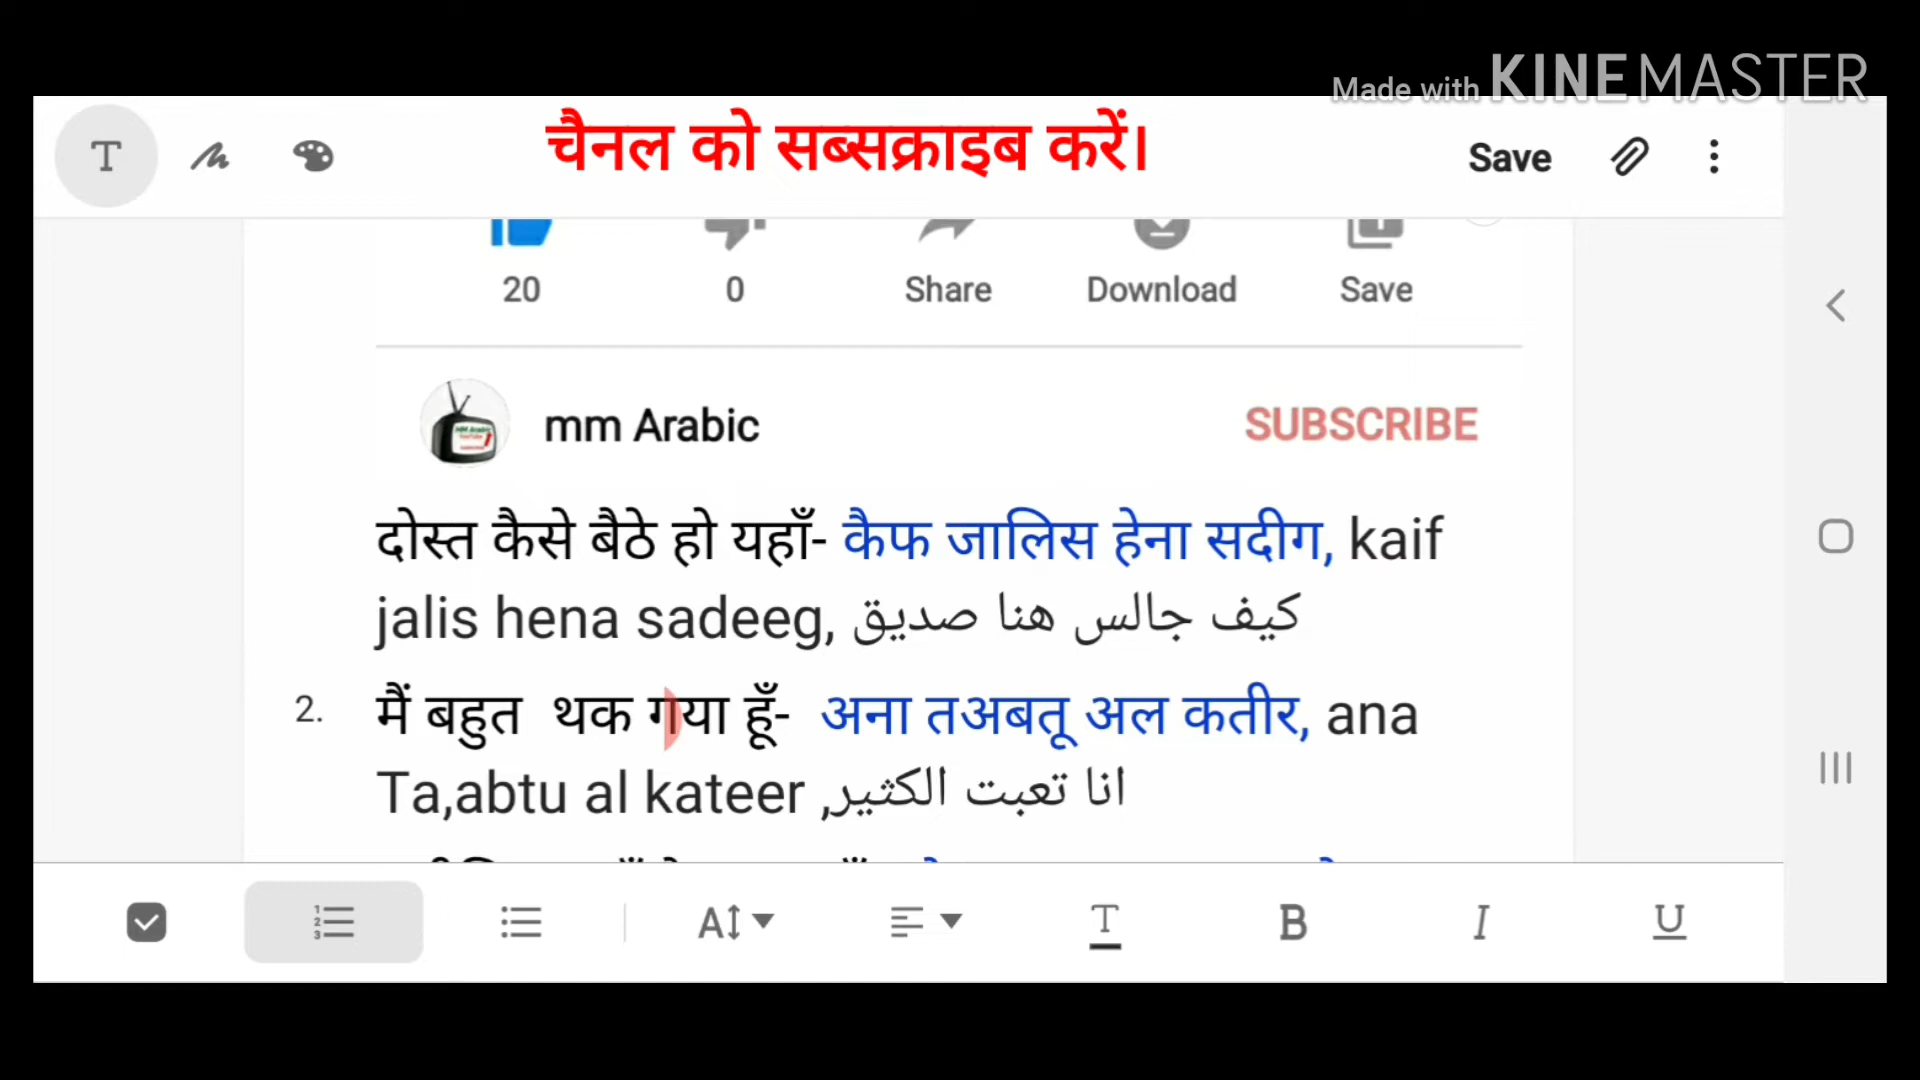 Made with KINEMASTER
T चैनल को सब्सक्राइब करें। Save
20 0 Share Download Save
mm Arabic SUBSCRIBE
दोस्त कैसे बैठे हो यहाँ- कैफ जालिस हेना सदीग, kaif
jalis hena sadeeg, كيف جالس هنا صديق
2. मैं बहुत थक गया हूँ- अना तअबतू अल कतीर, ana
Ta,abtu al kateer ,انا تعبت الكثير
A T B I U